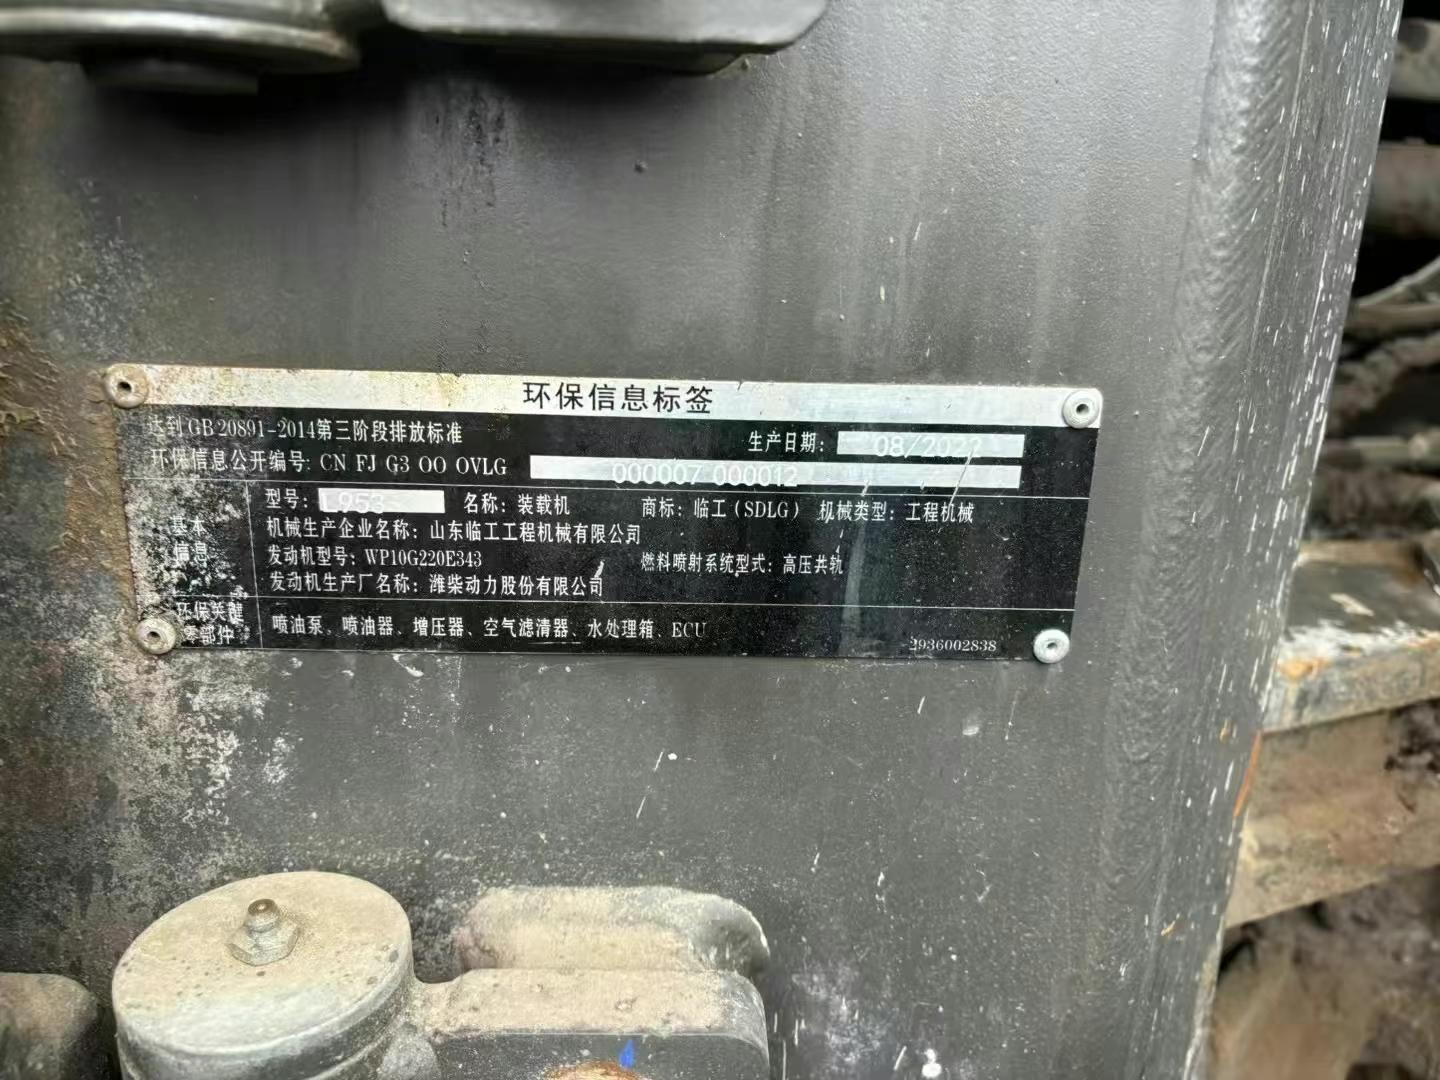 环保信息标签
达到GB 20891-2014第三阶段排放标准 生产日期: 08/2022
环保信息公开编号: CN FJ G3 OO OVLG 000007 000012
基本信息
型号: L953 名称: 装载机 商标: 临工(SDLG) 机械类型: 工程机械
机械生产企业名称: 山东临工工程机械有限公司
发动机型号: WP10G220E343 燃料喷射系统型式: 高压共轨
发动机生产厂名称: 潍柴动力股份有限公司
环保关键零部件
喷油泵、喷油器、增压器、空气滤清器、水处理箱、ECU
2936002838